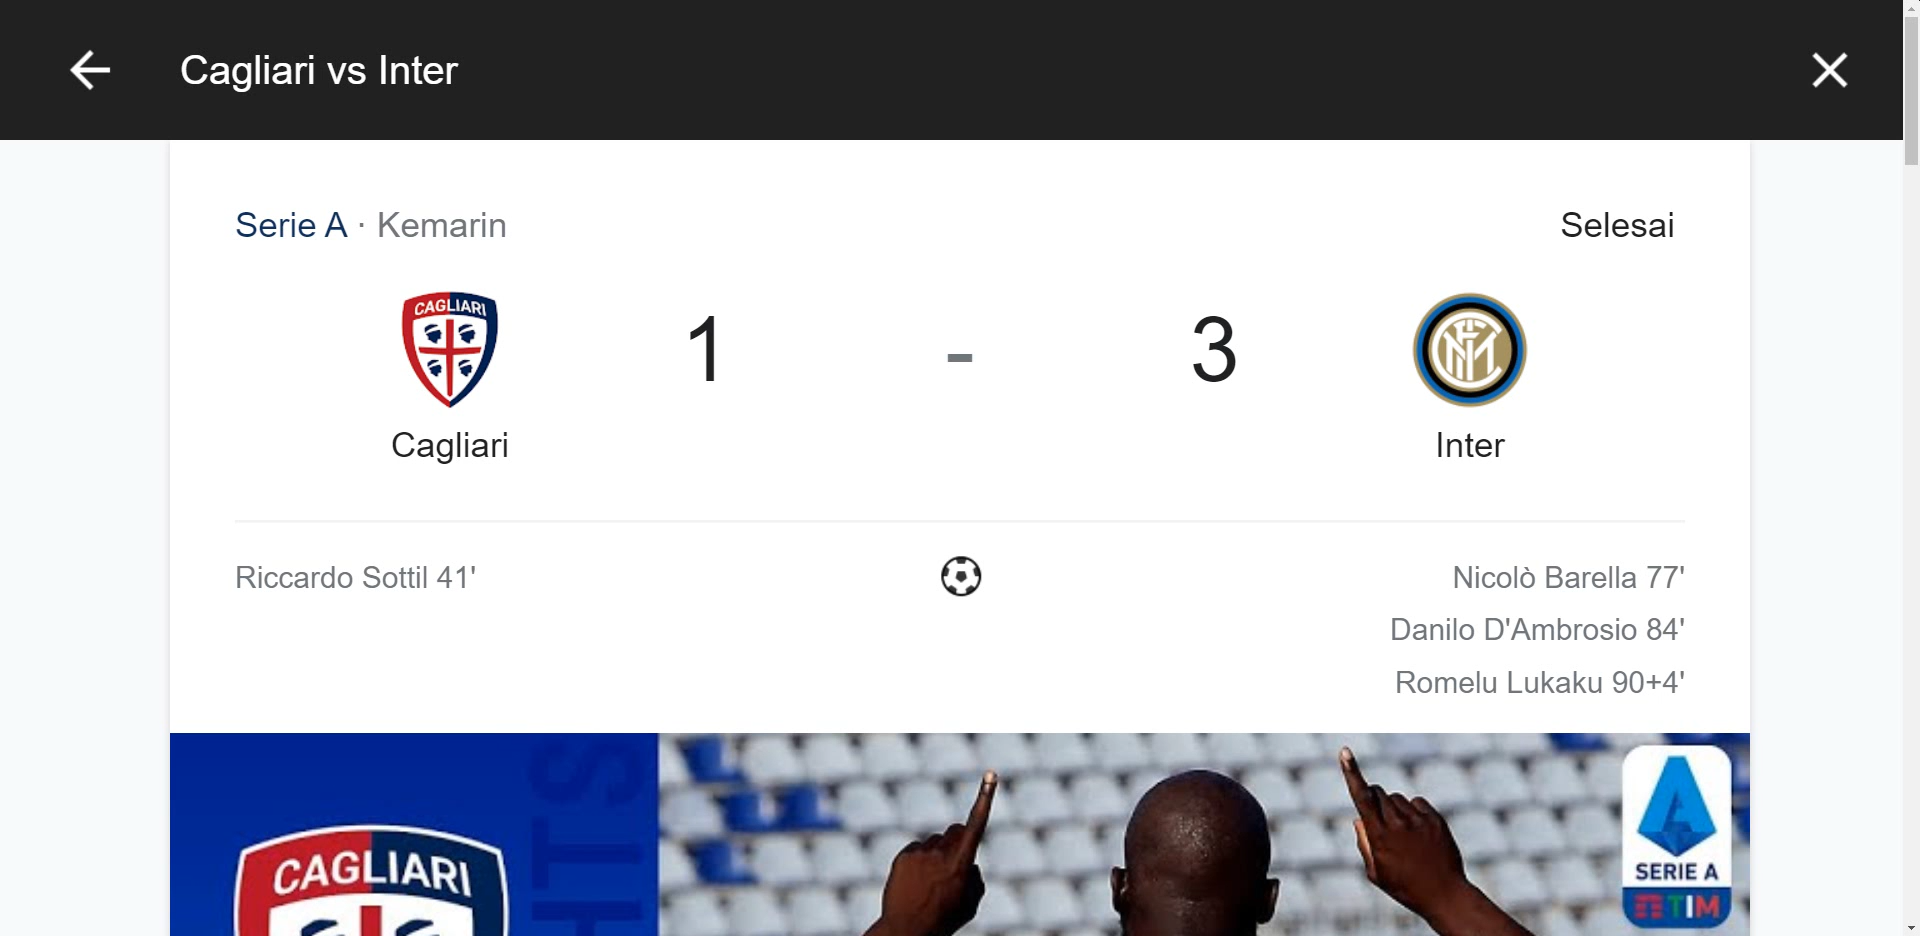 Cagliari vs Inter
Serie A · Kemarin
Selesai
CAGLIARI
1 - 3
Cagliari
Inter
Riccardo Sottil 41'
Nicolò Barella 77'
Danilo D'Ambrosio 84'
Romelu Lukaku 90+4'
HTS
CAGLIARI
SERIE A
TIM